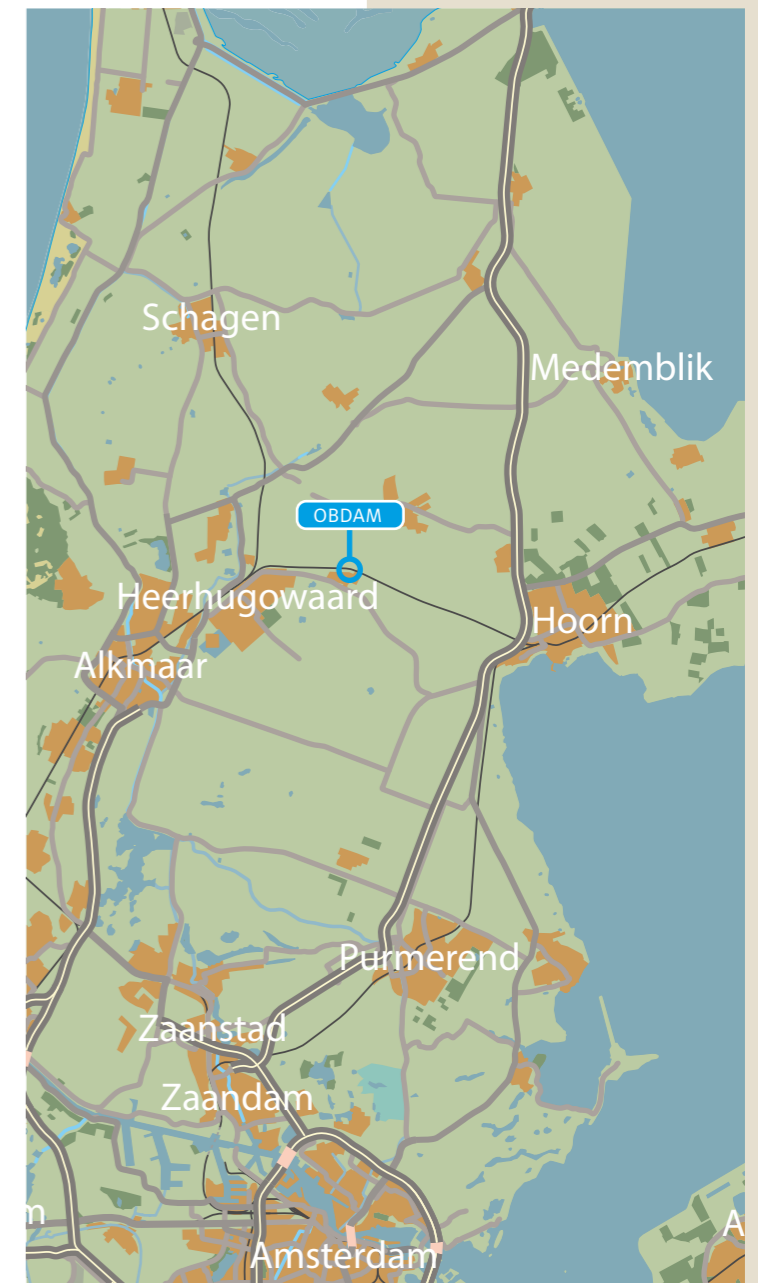 Schagen
Medemblik
OBDAM
Heerhugowaard
Hoorn
Alkmaar
Purmerend
Zaanstad
Zaandam
m
A
Amsterdam